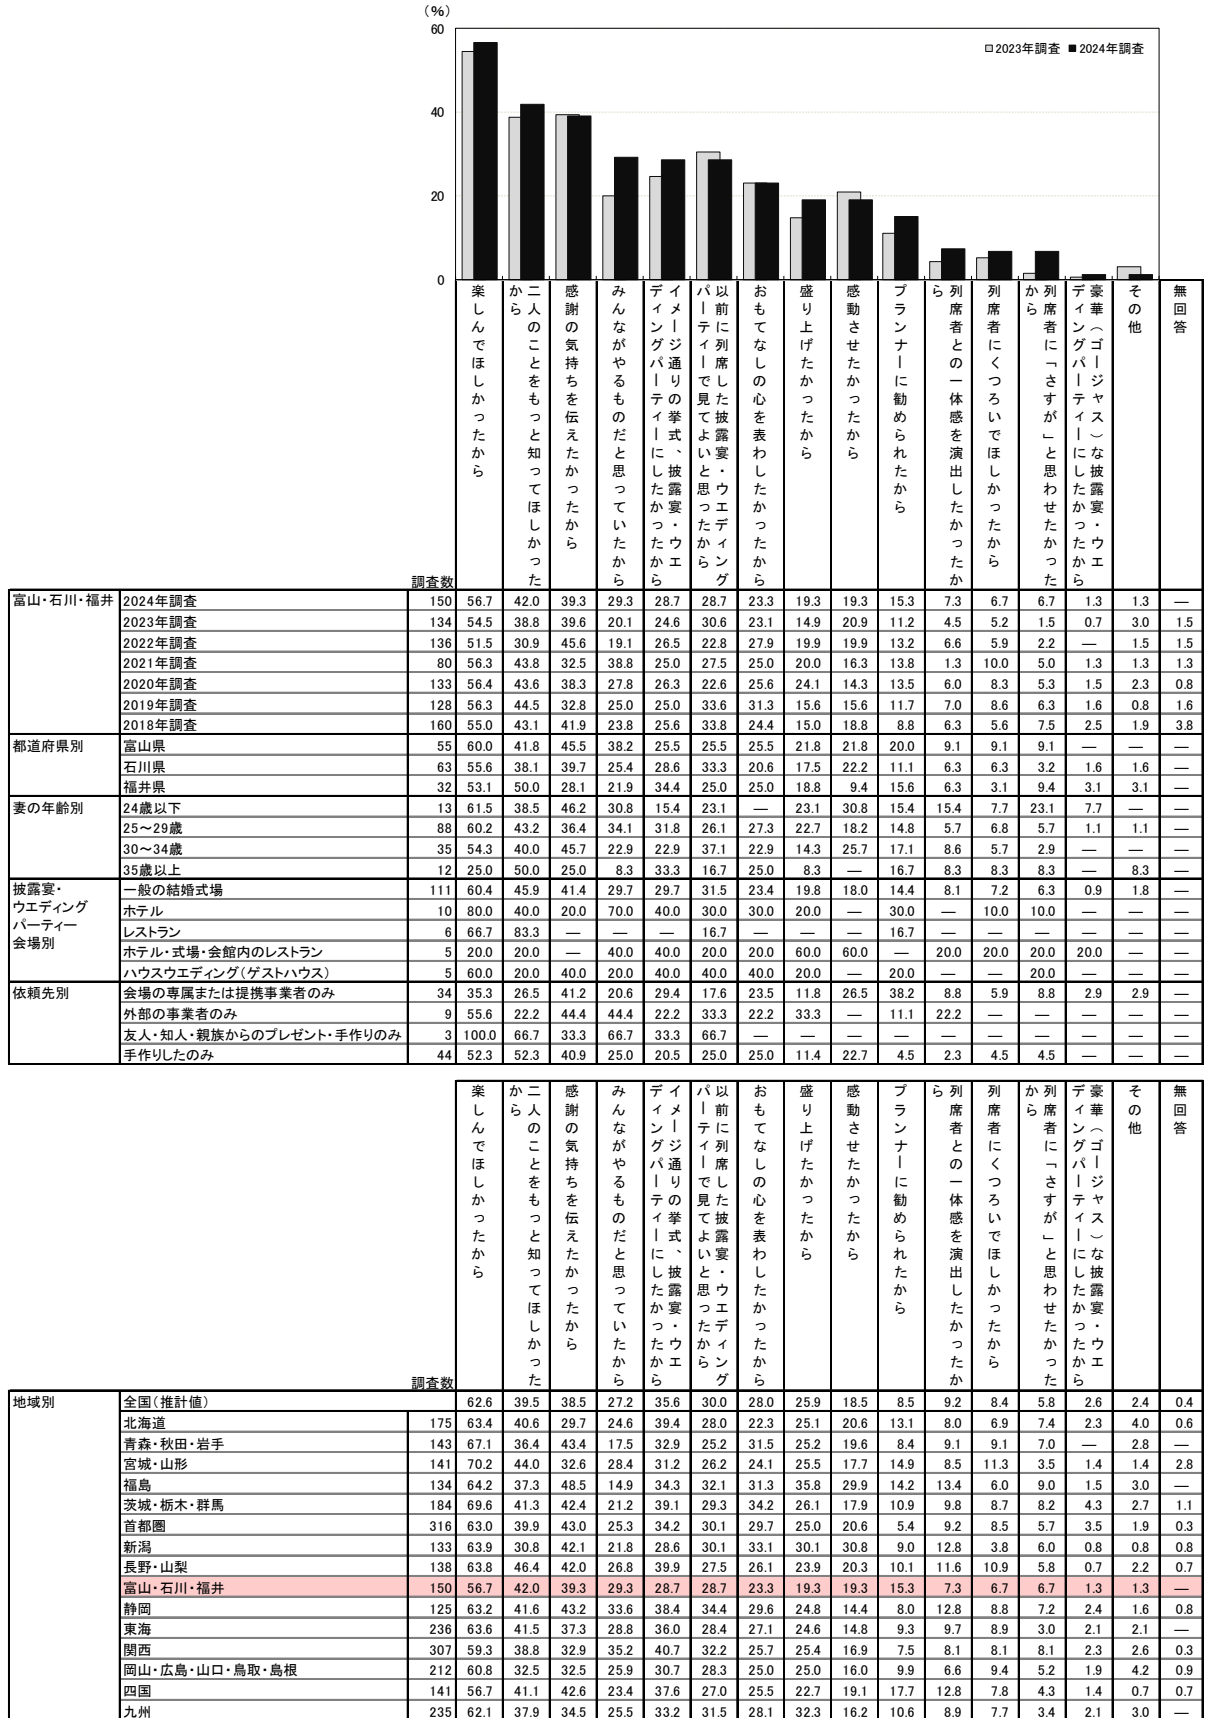 (%)
60
40
20
0
□2023年調査 ■2024年調査
楽しんでほしかったから
二人のことをもっと知ってほしかったから
感謝の気持ちを伝えたかったから
みんながやるものだと思っていたから
イメージ通りの挙式、披露宴・ウエディングパーティーにしたかったから
以前に列席した披露宴・ウエディングパーティーで見てよいと思ったから
おもてなしの心を表わしたかったから
盛り上げたかったから
感動させたかったから
プランナーに勧められたから
列席者との一体感を演出したかったから
列席者にくつろいでほしかったから
列席者に「さすが」と思わせたかったから
豪華(ゴージャス)な披露宴・ウエディングパーティーにしたかったから
その他
無回答
調査数
富山・石川・福井 2024年調査 150 56.7 42.0 39.3 29.3 28.7 28.7 23.3 19.3 19.3 15.3 7.3 6.7 6.7 1.3 1.3 —
2023年調査 134 54.5 38.8 39.6 20.1 24.6 30.6 23.1 14.9 20.9 11.2 4.5 5.2 1.5 0.7 3.0 1.5
2022年調査 136 51.5 30.9 45.6 19.1 26.5 22.8 27.9 19.9 19.9 13.2 6.6 5.9 2.2 — 1.5 1.5
2021年調査 80 56.3 43.8 32.5 38.8 25.0 27.5 25.0 20.0 16.3 13.8 1.3 10.0 5.0 1.3 1.3 1.3
2020年調査 133 56.4 43.6 38.3 27.8 26.3 22.6 25.6 24.1 14.3 13.5 6.0 8.3 5.3 1.5 2.3 0.8
2019年調査 128 56.3 44.5 32.8 25.0 25.0 33.6 31.3 15.6 15.6 11.7 7.0 8.6 6.3 1.6 0.8 1.6
2018年調査 160 55.0 43.1 41.9 23.8 25.6 33.8 24.4 15.0 18.8 8.8 6.3 5.6 7.5 2.5 1.9 3.8
都道府県別 富山県 55 60.0 41.8 45.5 38.2 25.5 25.5 25.5 21.8 21.8 20.0 9.1 9.1 9.1 — — —
石川県 63 55.6 38.1 39.7 25.4 28.6 33.3 20.6 17.5 22.2 11.1 6.3 6.3 3.2 1.6 1.6 —
福井県 32 53.1 50.0 28.1 21.9 34.4 25.0 25.0 18.8 9.4 15.6 6.3 3.1 9.4 3.1 3.1 —
妻の年齢別 24歳以下 13 61.5 38.5 46.2 30.8 15.4 23.1 — 23.1 30.8 15.4 15.4 7.7 23.1 7.7 — —
25~29歳 88 60.2 43.2 36.4 34.1 31.8 26.1 27.3 22.7 18.2 14.8 5.7 6.8 5.7 1.1 1.1 —
30~34歳 35 54.3 40.0 45.7 22.9 22.9 37.1 22.9 14.3 25.7 17.1 8.6 5.7 2.9 — — —
35歳以上 12 25.0 50.0 25.0 8.3 33.3 16.7 25.0 8.3 — 16.7 8.3 8.3 8.3 — 8.3 —
披露宴・
ウエディング
パーティー
会場別
一般の結婚式場 111 60.4 45.9 41.4 29.7 29.7 31.5 23.4 19.8 18.0 14.4 8.1 7.2 6.3 0.9 1.8 —
ホテル 10 80.0 40.0 20.0 70.0 40.0 30.0 30.0 20.0 — 30.0 — 10.0 10.0 — — —
レストラン 6 66.7 83.3 — — — 16.7 — — — 16.7 — — — — — —
ホテル・式場・会館内のレストラン 5 20.0 20.0 — 40.0 40.0 20.0 20.0 60.0 60.0 — 20.0 20.0 20.0 20.0 — —
ハウスウエディング(ゲストハウス) 5 60.0 20.0 40.0 20.0 40.0 40.0 40.0 20.0 — 20.0 — — 20.0 — — —
依頼先別 会場の専属または提携事業者のみ 34 35.3 26.5 41.2 20.6 29.4 17.6 23.5 11.8 26.5 38.2 8.8 5.9 8.8 2.9 2.9 —
外部の事業者のみ 9 55.6 22.2 44.4 44.4 22.2 33.3 22.2 33.3 — 11.1 22.2 — — — — —
友人・知人・親族からのプレゼント・手作りのみ 3 100.0 66.7 33.3 66.7 33.3 66.7 — — — — — — — — — —
手作りしたのみ 44 52.3 52.3 40.9 25.0 20.5 25.0 25.0 11.4 22.7 4.5 2.3 4.5 4.5 — — —
楽しんでほしかったから
二人のことをもっと知ってほしかったから
感謝の気持ちを伝えたかったから
みんながやるものだと思っていたから
イメージ通りの挙式、披露宴・ウエディングパーティーにしたかったから
以前に列席した披露宴・ウエディングパーティーで見てよいと思ったから
おもてなしの心を表わしたかったから
盛り上げたかったから
感動させたかったから
プランナーに勧められたから
列席者との一体感を演出したかったから
列席者にくつろいでほしかったから
列席者に「さすが」と思わせたかったから
豪華(ゴージャス)な披露宴・ウエディングパーティーにしたかったから
その他
無回答
調査数
地域別 全国(推計値) 62.6 39.5 38.5 27.2 35.6 30.0 28.0 25.9 18.5 8.5 9.2 8.4 5.8 2.6 2.4 0.4
北海道 175 63.4 40.6 29.7 24.6 39.4 28.0 22.3 25.1 20.6 13.1 8.0 6.9 7.4 2.3 4.0 0.6
青森・秋田・岩手 143 67.1 36.4 43.4 17.5 32.9 25.2 31.5 25.2 19.6 8.4 9.1 9.1 7.0 — 2.8 —
宮城・山形 141 70.2 44.0 32.6 28.4 31.2 26.2 24.1 25.5 17.7 14.9 8.5 11.3 3.5 1.4 1.4 2.8
福島 134 64.2 37.3 48.5 14.9 34.3 32.1 31.3 35.8 29.9 14.2 13.4 6.0 9.0 1.5 3.0 —
茨城・栃木・群馬 184 69.6 41.3 42.4 21.2 39.1 29.3 34.2 26.1 17.9 10.9 9.8 8.7 8.2 4.3 2.7 1.1
首都圏 316 63.0 39.9 43.0 25.3 34.2 30.1 29.7 25.0 20.6 5.4 9.2 8.5 5.7 3.5 1.9 0.3
新潟 133 63.9 30.8 42.1 21.8 28.6 30.1 33.1 30.1 30.8 9.0 12.8 3.8 6.0 0.8 0.8 0.8
長野・山梨 138 63.8 46.4 42.0 26.8 39.9 27.5 26.1 23.9 20.3 10.1 11.6 10.9 5.8 0.7 2.2 0.7
富山・石川・福井 150 56.7 42.0 39.3 29.3 28.7 28.7 23.3 19.3 19.3 15.3 7.3 6.7 6.7 1.3 1.3 —
静岡 125 63.2 41.6 43.2 33.6 38.4 34.4 29.6 24.8 14.4 8.0 12.8 8.8 7.2 2.4 1.6 0.8
東海 236 63.6 41.5 37.3 28.8 36.0 28.4 27.1 24.6 14.8 9.3 9.7 8.9 3.0 2.1 2.1 —
関西 307 59.3 38.8 32.9 35.2 40.7 32.2 25.7 25.4 16.9 7.5 8.1 8.1 8.1 2.3 2.6 0.3
岡山・広島・山口・鳥取・島根 212 60.8 32.5 32.5 25.9 30.7 28.3 25.0 25.0 16.0 9.9 6.6 9.4 5.2 1.9 4.2 0.9
四国 141 56.7 41.1 42.6 23.4 37.6 27.0 25.5 22.7 19.1 17.7 12.8 7.8 4.3 1.4 0.7 0.7
九州 235 62.1 37.9 34.5 25.5 33.2 31.5 28.1 32.3 16.2 10.6 8.9 7.7 3.4 2.1 3.0 —